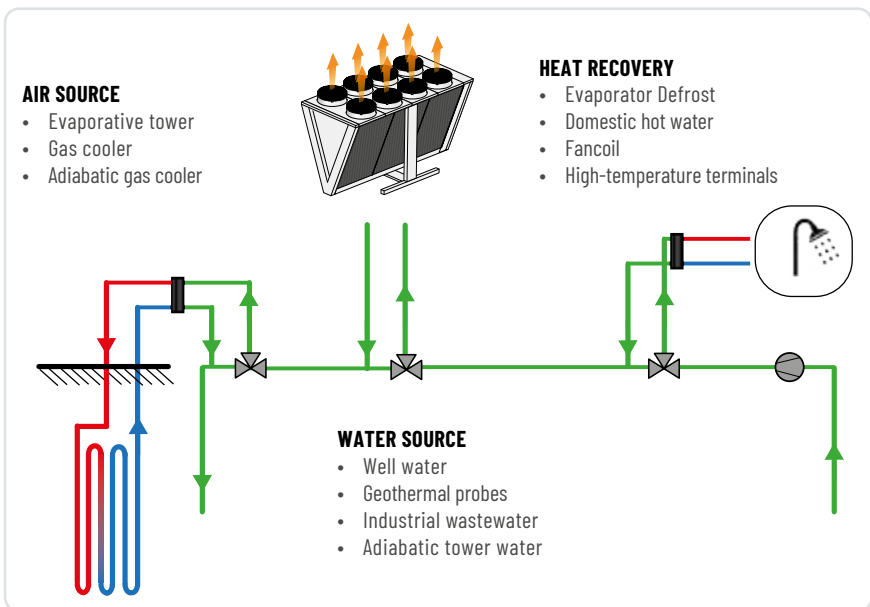 AIR SOURCE
• Evaporative tower
• Gas cooler
• Adiabatic gas cooler
HEAT RECOVERY
• Evaporator Defrost
• Domestic hot water
• Fancoil
• High-temperature terminals
WATER SOURCE
• Well water
• Geothermal probes
• Industrial wastewater
• Adiabatic tower water